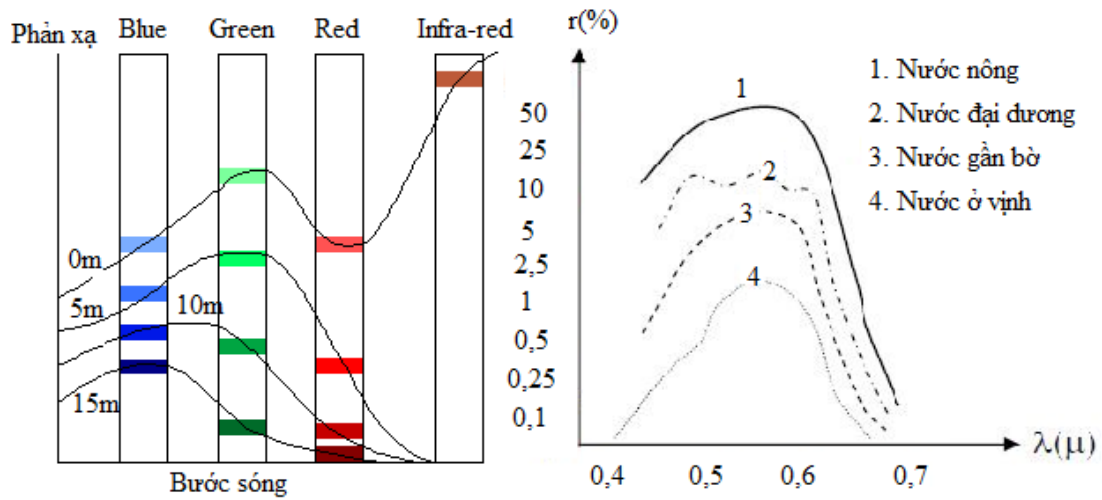 Phản xạ Blue Green Red Infra-red
0m
5m
10m
15m
Bước sóng
50
25
10
5
2,5
1
0,5
0,25
0,1
r(%)
1
2
3
4
1. Nước nông
2. Nước đại dương
3. Nước gần bờ
4. Nước ở vịnh
0,4 0,5 0,6 0,7
λ(μ)